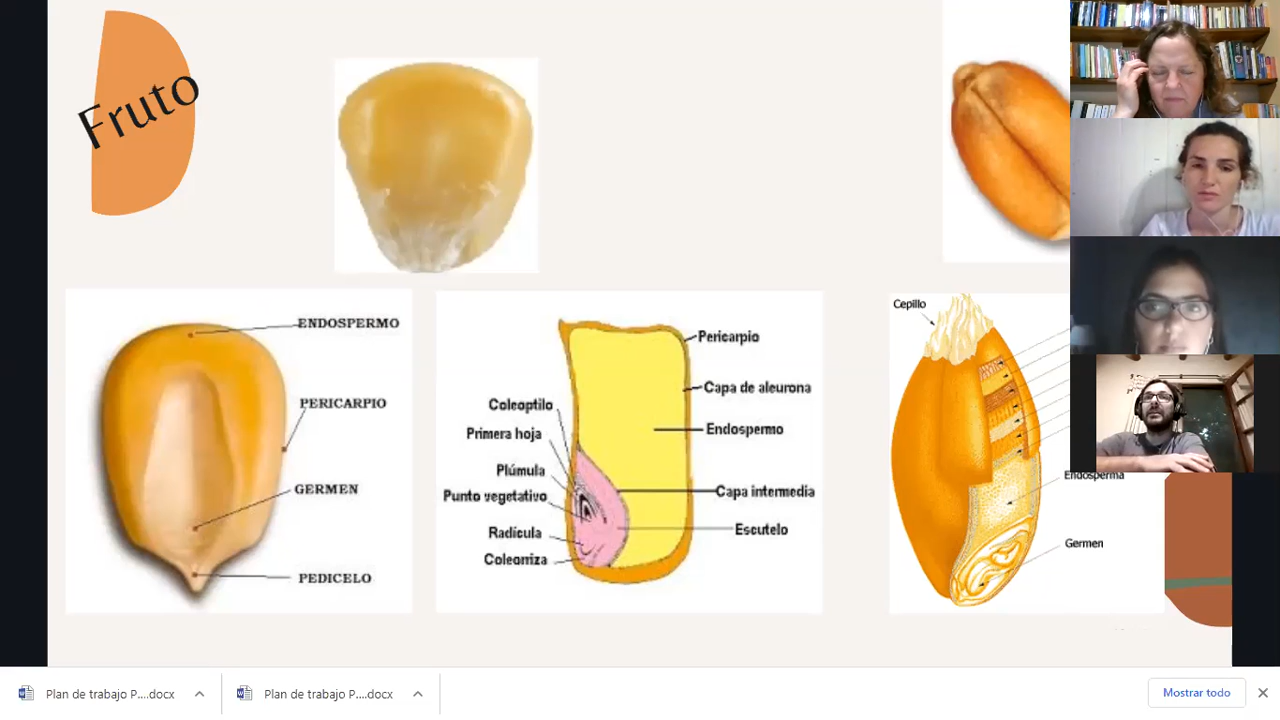 Fruto
ENDOSPERMO
PERICARPIO
GERMEN
PEDICELO
Pericarpio
Capa de aleurona
Coleoptilo
Endospermo
Primera hoja
Plúmula
Capa intermedia
Punto vegetativo
Escutelo
Radícula
Coleorriza
Cepillo
Endosperma
Germen
Plan de trabajo P....docx
Plan de trabajo P....docx
Mostrar todo